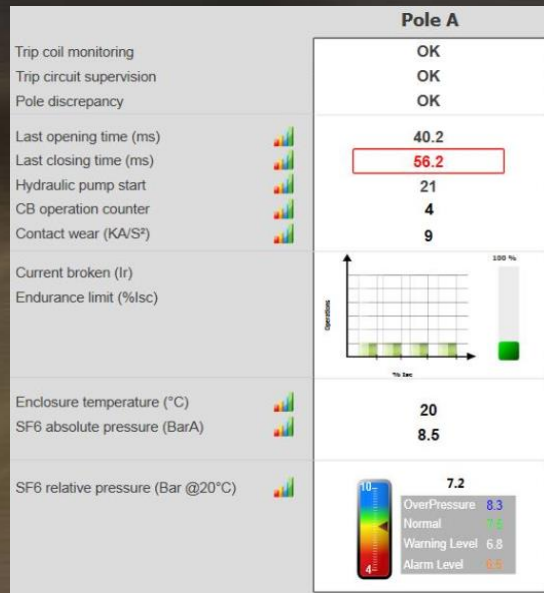 Pole A
Trip coil monitoring OK
Trip circuit supervision OK
Pole discrepancy OK
Last opening time (ms) 40.2
Last closing time (ms) 56.2
Hydraulic pump start 21
CB operation counter 4
Contact wear (KA/S²) 9
Current broken (Ir)
Endurance limit (%Isc)
100 %
Operations
% Isc
Enclosure temperature (°C) 20
SF6 absolute pressure (BarA) 8.5
SF6 relative pressure (Bar @20°C) 7.2
10
4
OverPressure 8.3
Normal
Warning Level 6.8
Alarm Level